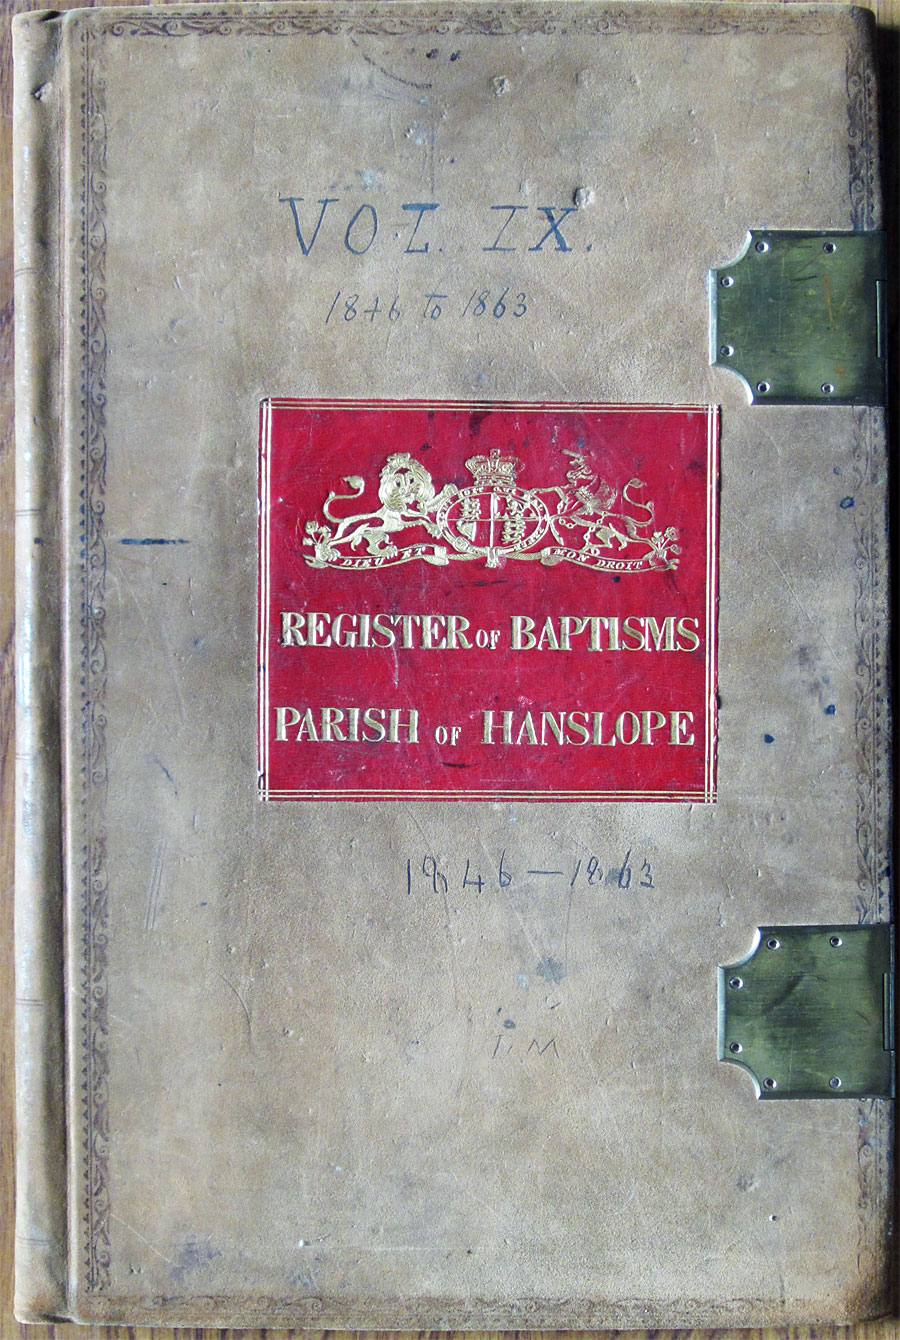 VOL. IX.
1846 to 1863
DIEU ET MON DROIT
REGISTER OF BAPTISMS
PARISH OF HANSLOPE
1846 — 1863